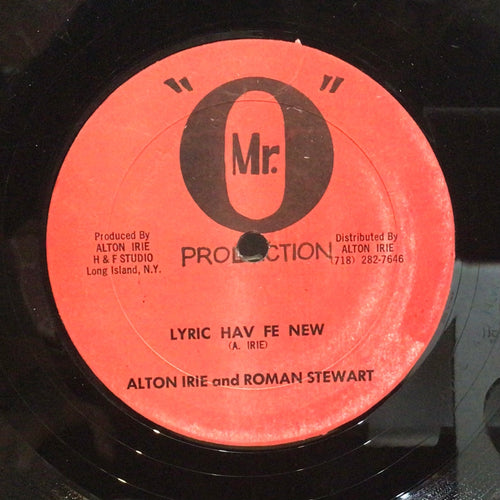 "O"
Mr.
PRODUCTION
Produced By
ALTON IRIE
H & F STUDIO
Long Island, N.Y.
Distributed By
ALTON IRIE
(718) 282-7646
LYRIC HAV FE NEW
(A. IRIE)
ALTON IRiE and ROMAN STEWART